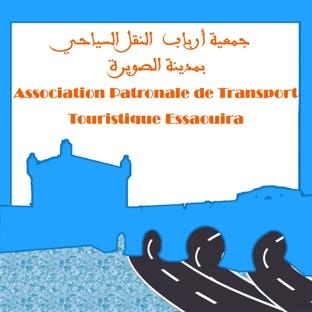 جمعية أرباب النقل السياحي
بمدينة الصويرة
Association Patronale de Transport
Touristique Essaouira